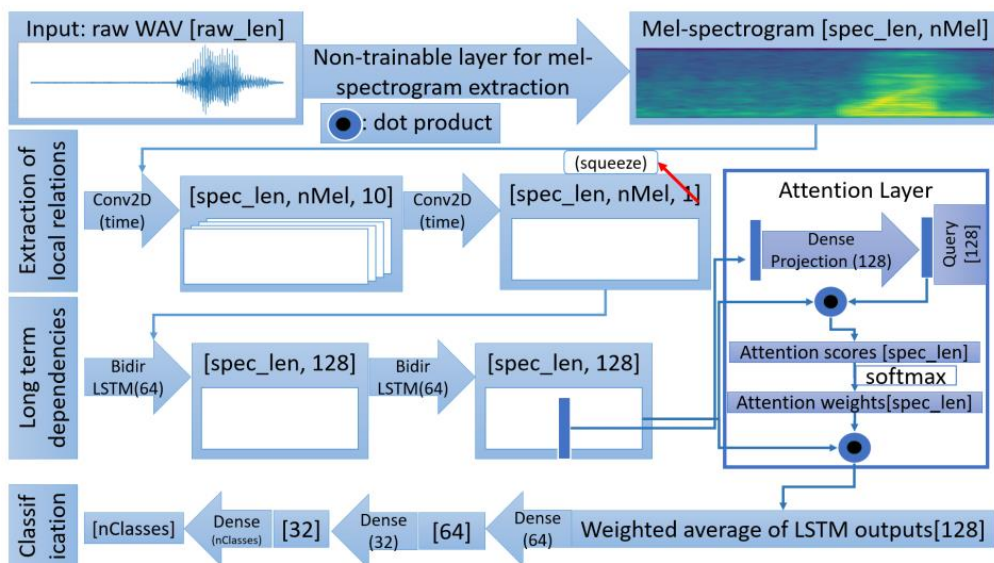 Input: raw WAV [raw_len]
Non-trainable layer for mel-
spectrogram extraction
Mel-spectrogram [spec_len, nMel]
: dot product
Extraction of
local relations
Conv2D
(time)
[spec_len, nMel, 10]
Conv2D
(time)
(squeeze)
[spec_len, nMel, 1]
Attention Layer
Dense
Projection (128)
Query
[128]
Attention scores [spec_len]
softmax
Attention weights[spec_len]
Long term
dependencies
Bidir
LSTM(64)
[spec_len, 128]
Bidir
LSTM(64)
[spec_len, 128]
Classif
ication
[nClasses]
Dense
(nClasses)
[32]
Dense
(32)
[64]
Dense
(64)
Weighted average of LSTM outputs[128]